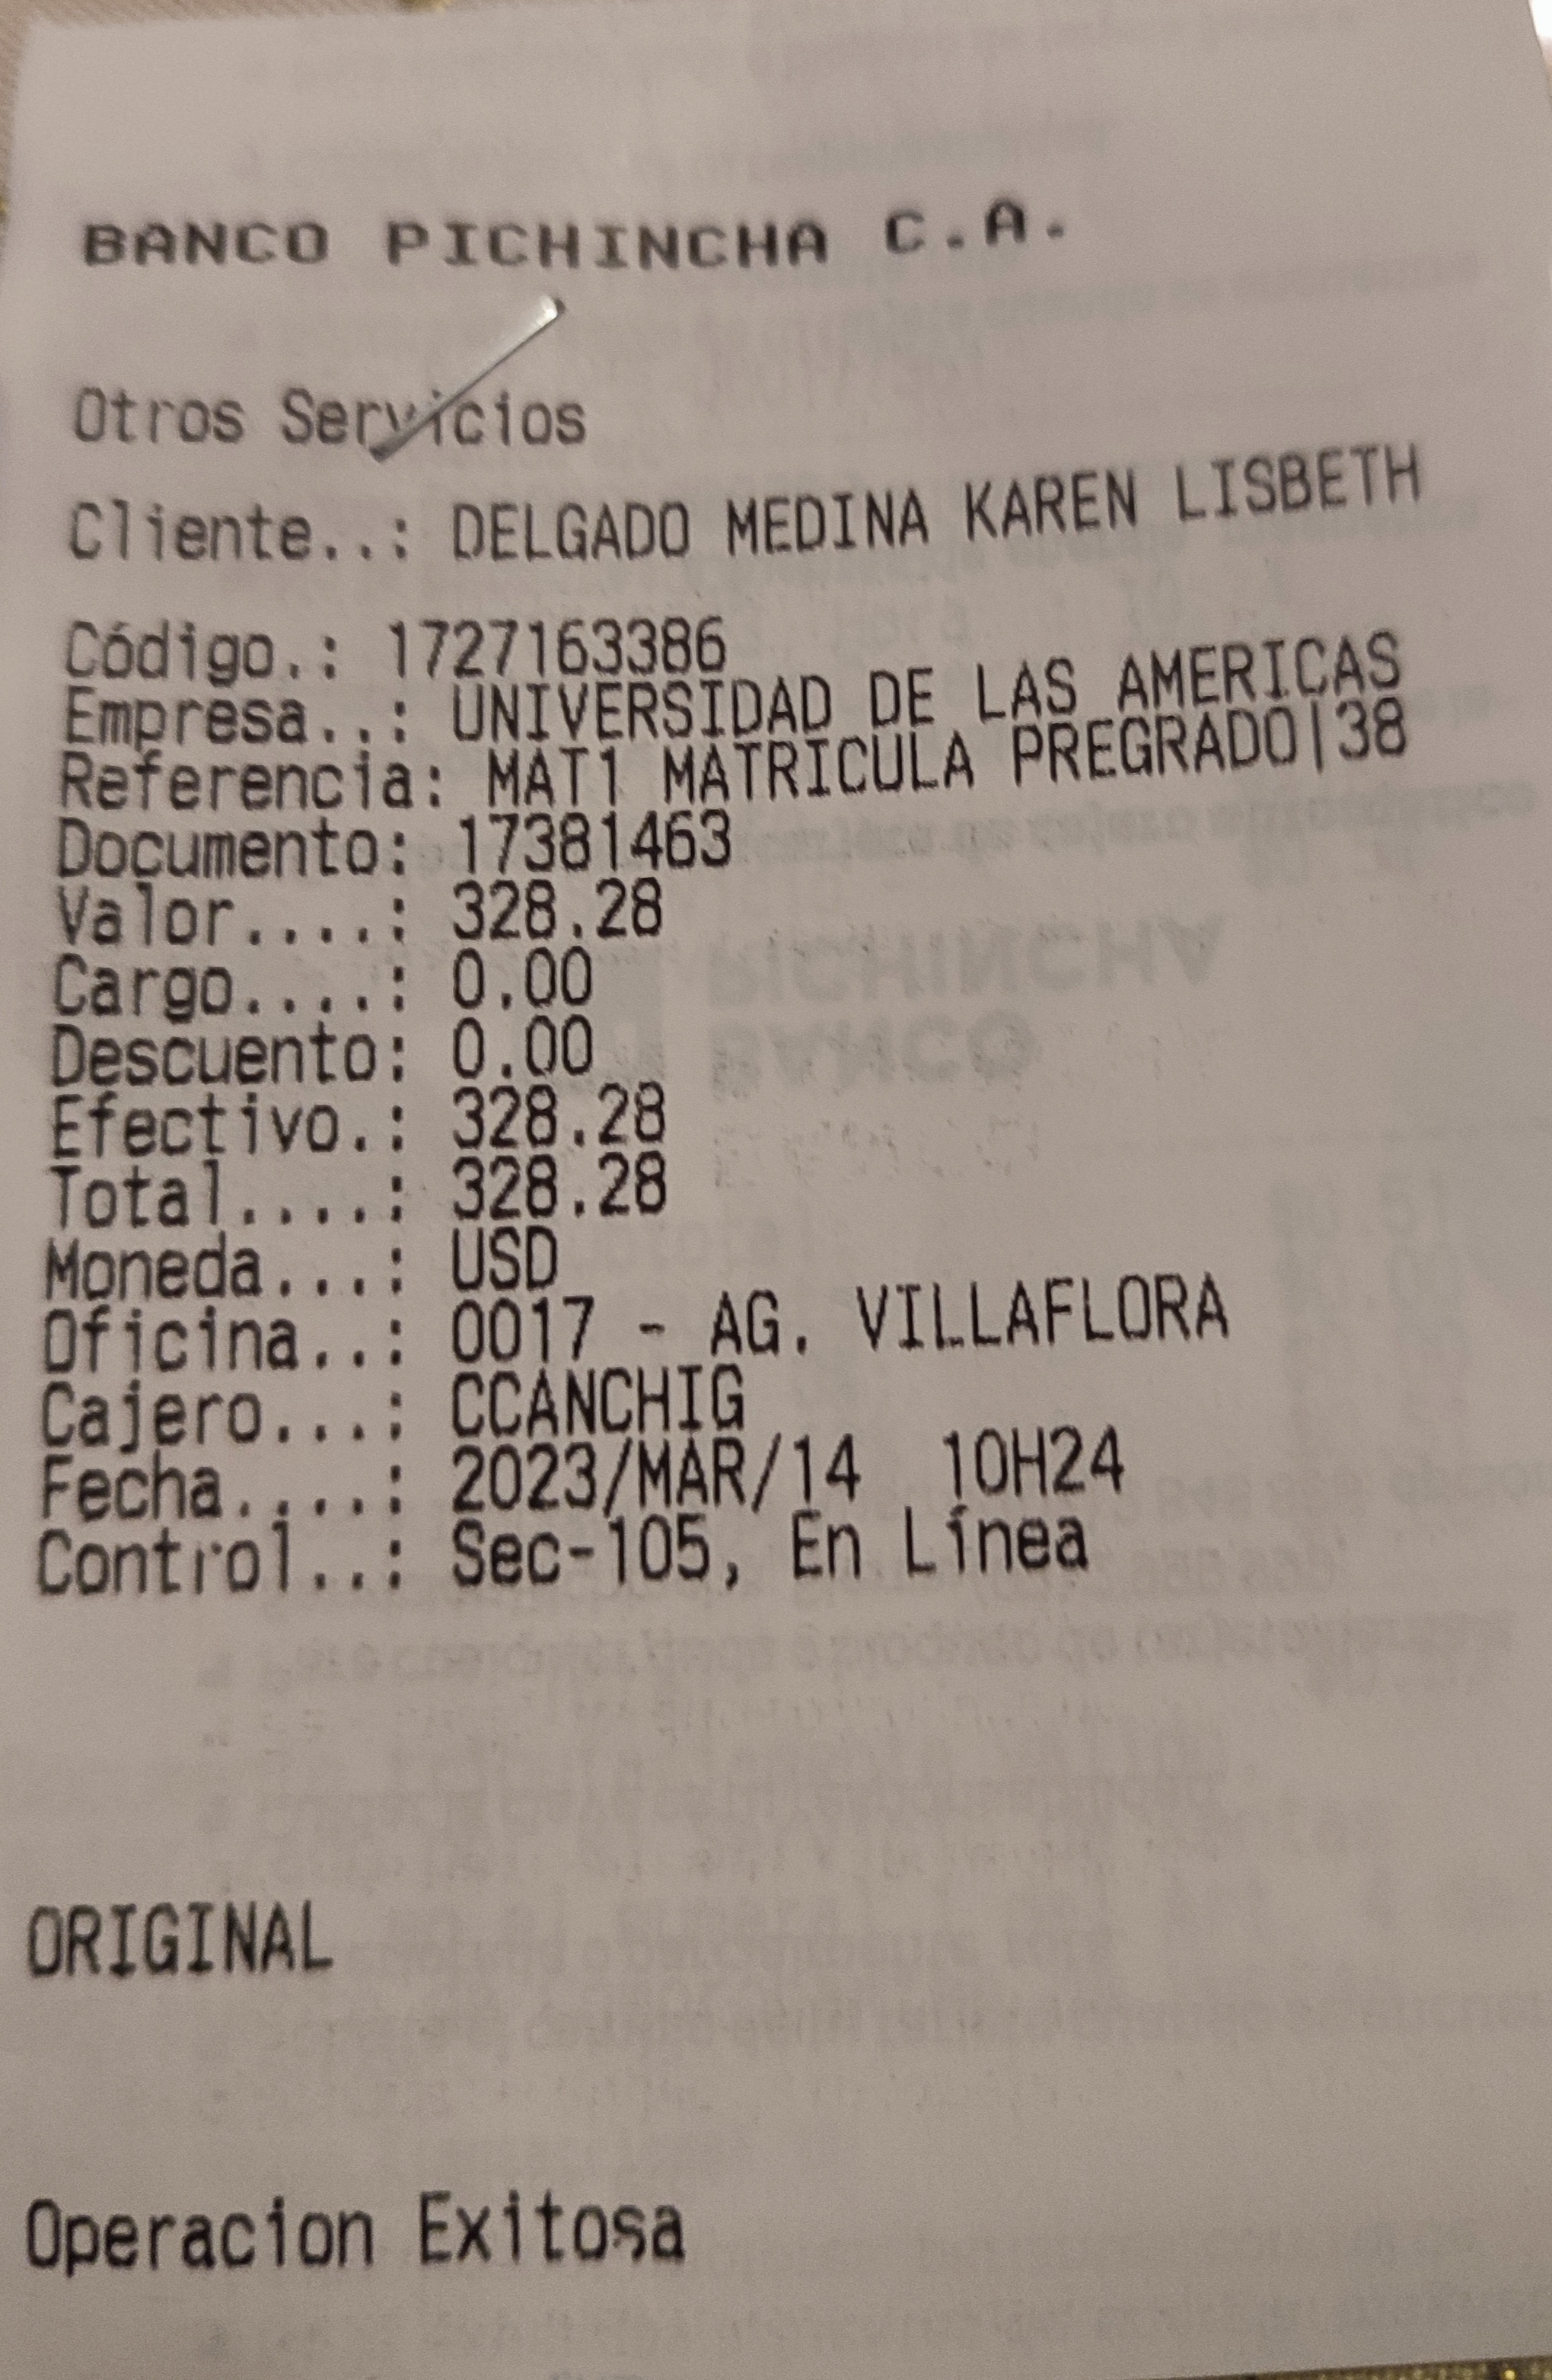 BANCO PICHINCHA C.A.
Otros Servicios
Cliente..: DELGADO MEDINA KAREN LISBETH
Código.: 1727163386
Empresa..: UNIVERSIDAD DE LAS AMERICAS
Referencia: MAT1 MATRICULA PREGRADO|38
Documento: 17381463
Valor....: 328.28
Cargo....: 0.00
Descuento: 0.00
Efectivo.: 328.28
Total....: 328.28
Moneda...: USD
Oficina..: 0017 - AG. VILLAFLORA
Cajero...: CCANCHIG
Fecha....: 2023/MAR/14 10H24
Control..: Sec-105, En Línea
ORIGINAL
Operacion Exitosa